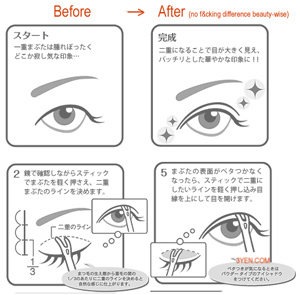 Before → After (no f&cking difference beauty-wise)
スタート
一重まぶたは腫れぼったく
どこか寂し気な印象…
完成
二重になることで目が大きく見え、
パッチリとした華やかな印象に!!
2 鏡で確認しながらスティック
でまぶたを軽く押さえ、二重
まぶたのラインを決めます。
二重のライン
1
3
まつ毛の生え際から眉毛の間の
1/3のあたりに二重のラインを決めると
自然な感じに仕上がります。
5 まぶたの表面がベタつかなく
なったら、スティックで二重に
したいラインを軽く押し込み目
線を上にして目を開けます。
3YEN.COM
ベタつきが気になるときは
パウダータイプのアイシャドウ
をつけてください。